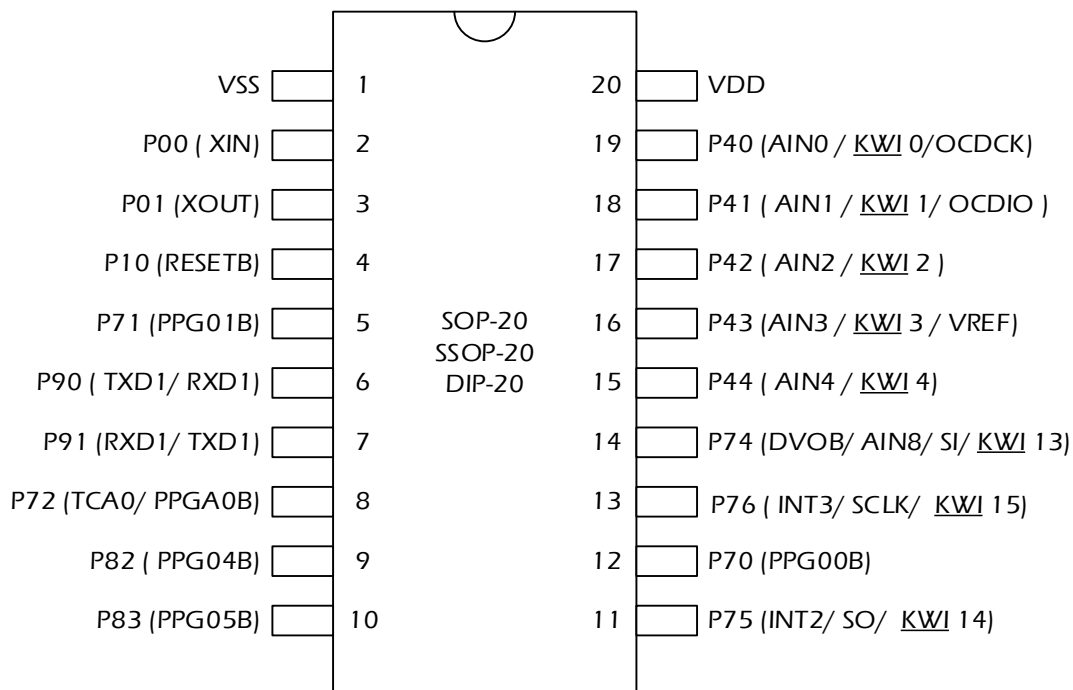 VSS 1 20 VDD
P00 ( XIN) 2 19 P40 (AIN0 / KWI 0/OCDCK)
P01 (XOUT) 3 18 P41 ( AIN1 / KWI 1/ OCDIO )
P10 (RESETB) 4 17 P42 ( AIN2 / KWI 2 )
P71 (PPG01B) 5 SOP-20 16 P43 (AIN3 / KWI 3 / VREF)
SSOP-20
P90 ( TXD1/ RXD1) 6 DIP-20 15 P44 ( AIN4 / KWI 4)
P91 (RXD1/ TXD1) 7 14 P74 (DVOB/ AIN8/ SI/ KWI 13)
P72 (TCA0/ PPGA0B) 8 13 P76 ( INT3/ SCLK/ KWI 15)
P82 ( PPG04B) 9 12 P70 (PPG00B)
P83 (PPG05B) 10 11 P75 (INT2/ SO/ KWI 14)